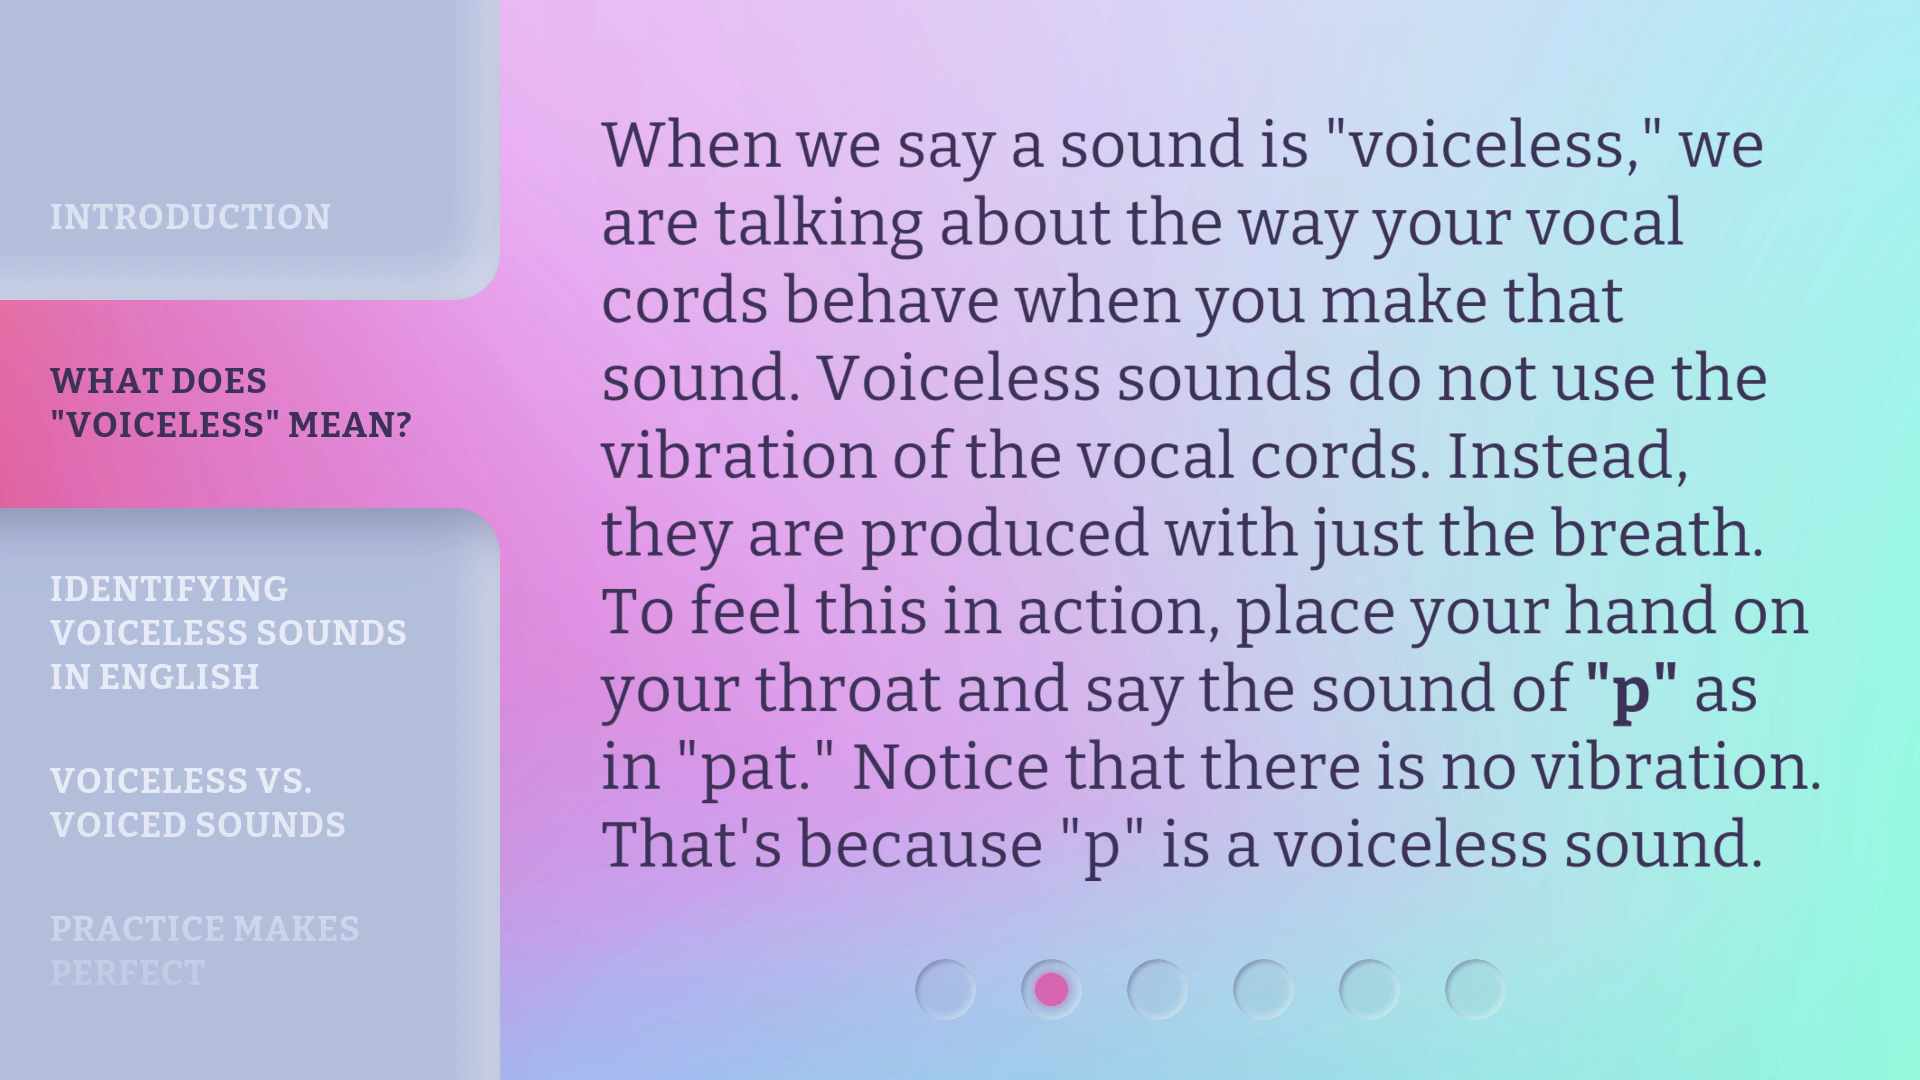 INTRODUCTION
WHAT DOES
"VOICELESS" MEAN?
IDENTIFYING
VOICELESS SOUNDS
IN ENGLISH
VOICELESS VS.
VOICED SOUNDS
PRACTICE MAKES
PERFECT
When we say a sound is "voiceless," we
are talking about the way your vocal
cords behave when you make that
sound. Voiceless sounds do not use the
vibration of the vocal cords. Instead,
they are produced with just the breath.
To feel this in action, place your hand on
your throat and say the sound of "p" as
in "pat." Notice that there is no vibration.
That's because "p" is a voiceless sound.